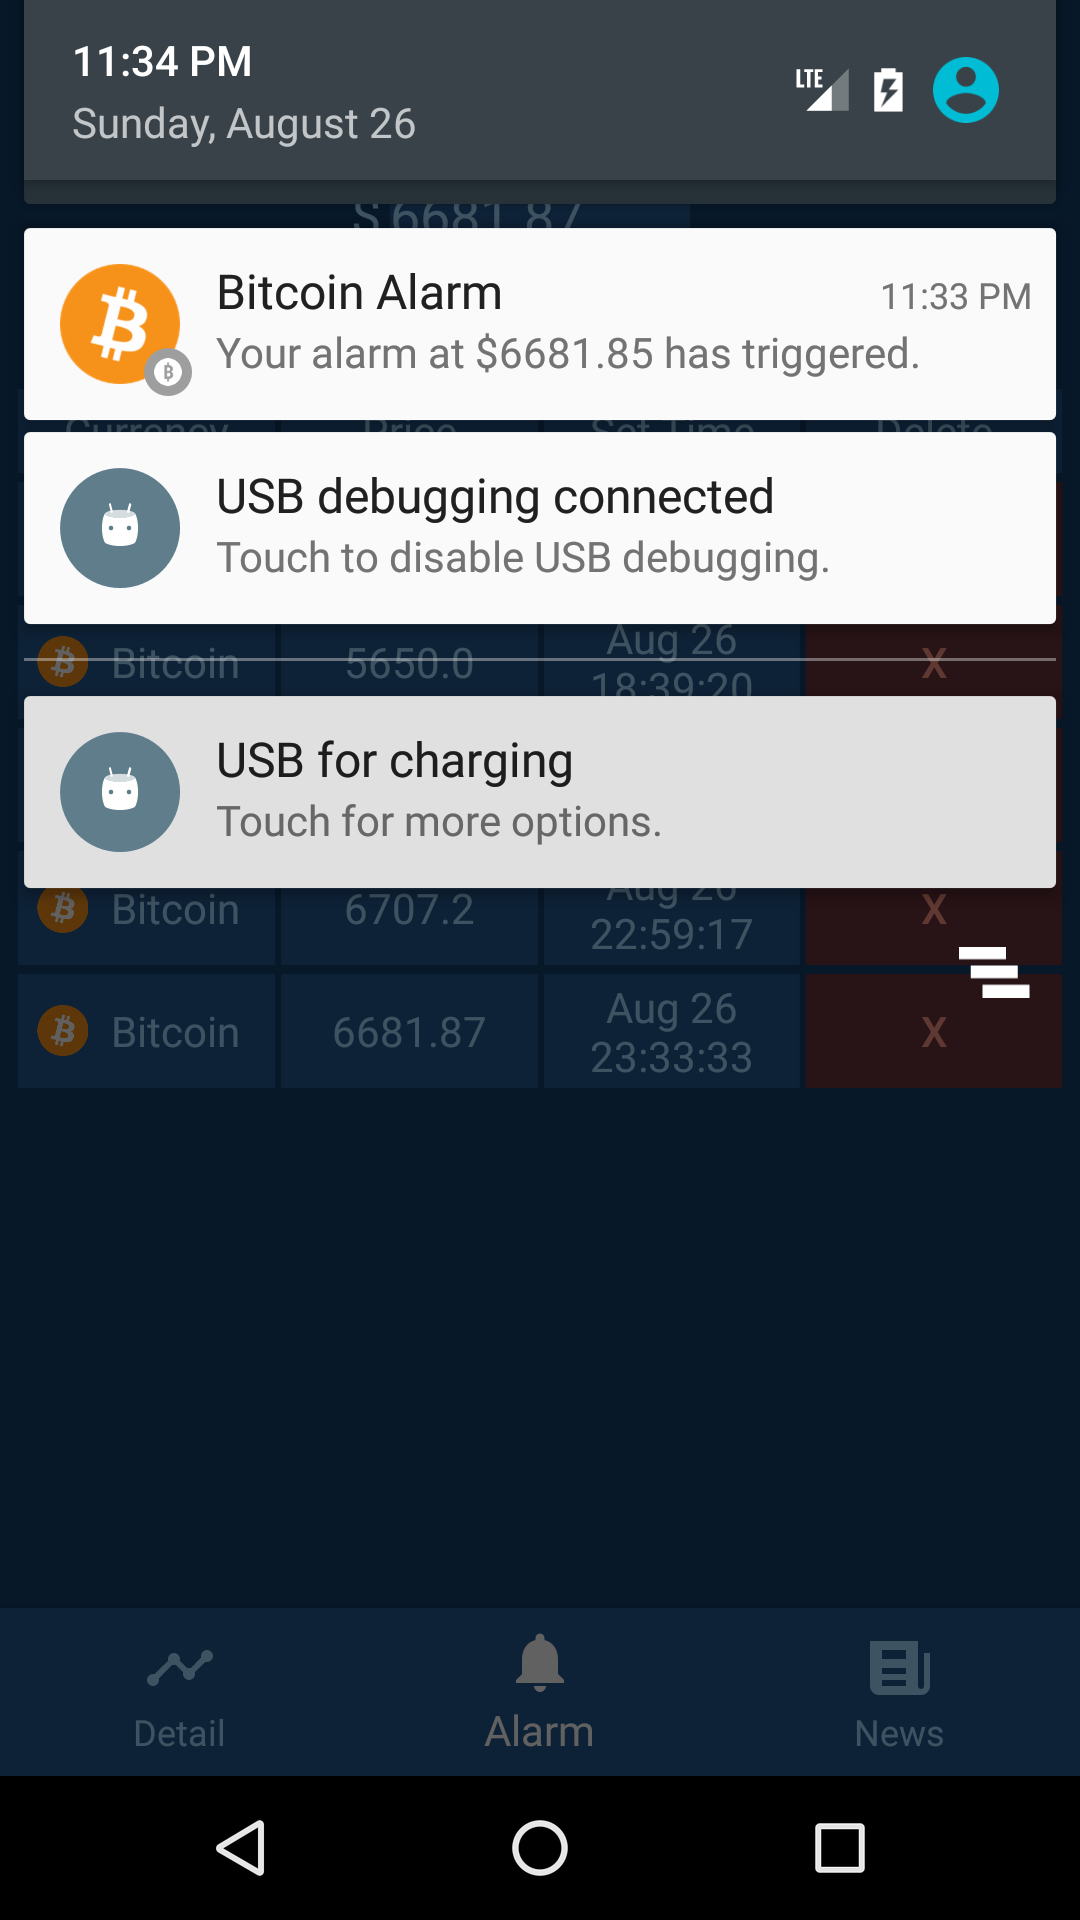 11:34 PM
LTE
Sunday, August 26
$ 6681.87
Bitcoin Alarm 11:33 PM
Your alarm at $6681.85 has triggered.
Currency Price Set Time Delete
USB debugging connected
Touch to disable USB debugging.
Bitcoin 5650.0 Aug 26 X
18:39:20
USB for charging
Touch for more options.
Bitcoin 6707.2 Aug 26 X
22:59:17
Bitcoin 6681.87 Aug 26 X
23:33:33
Detail Alarm News